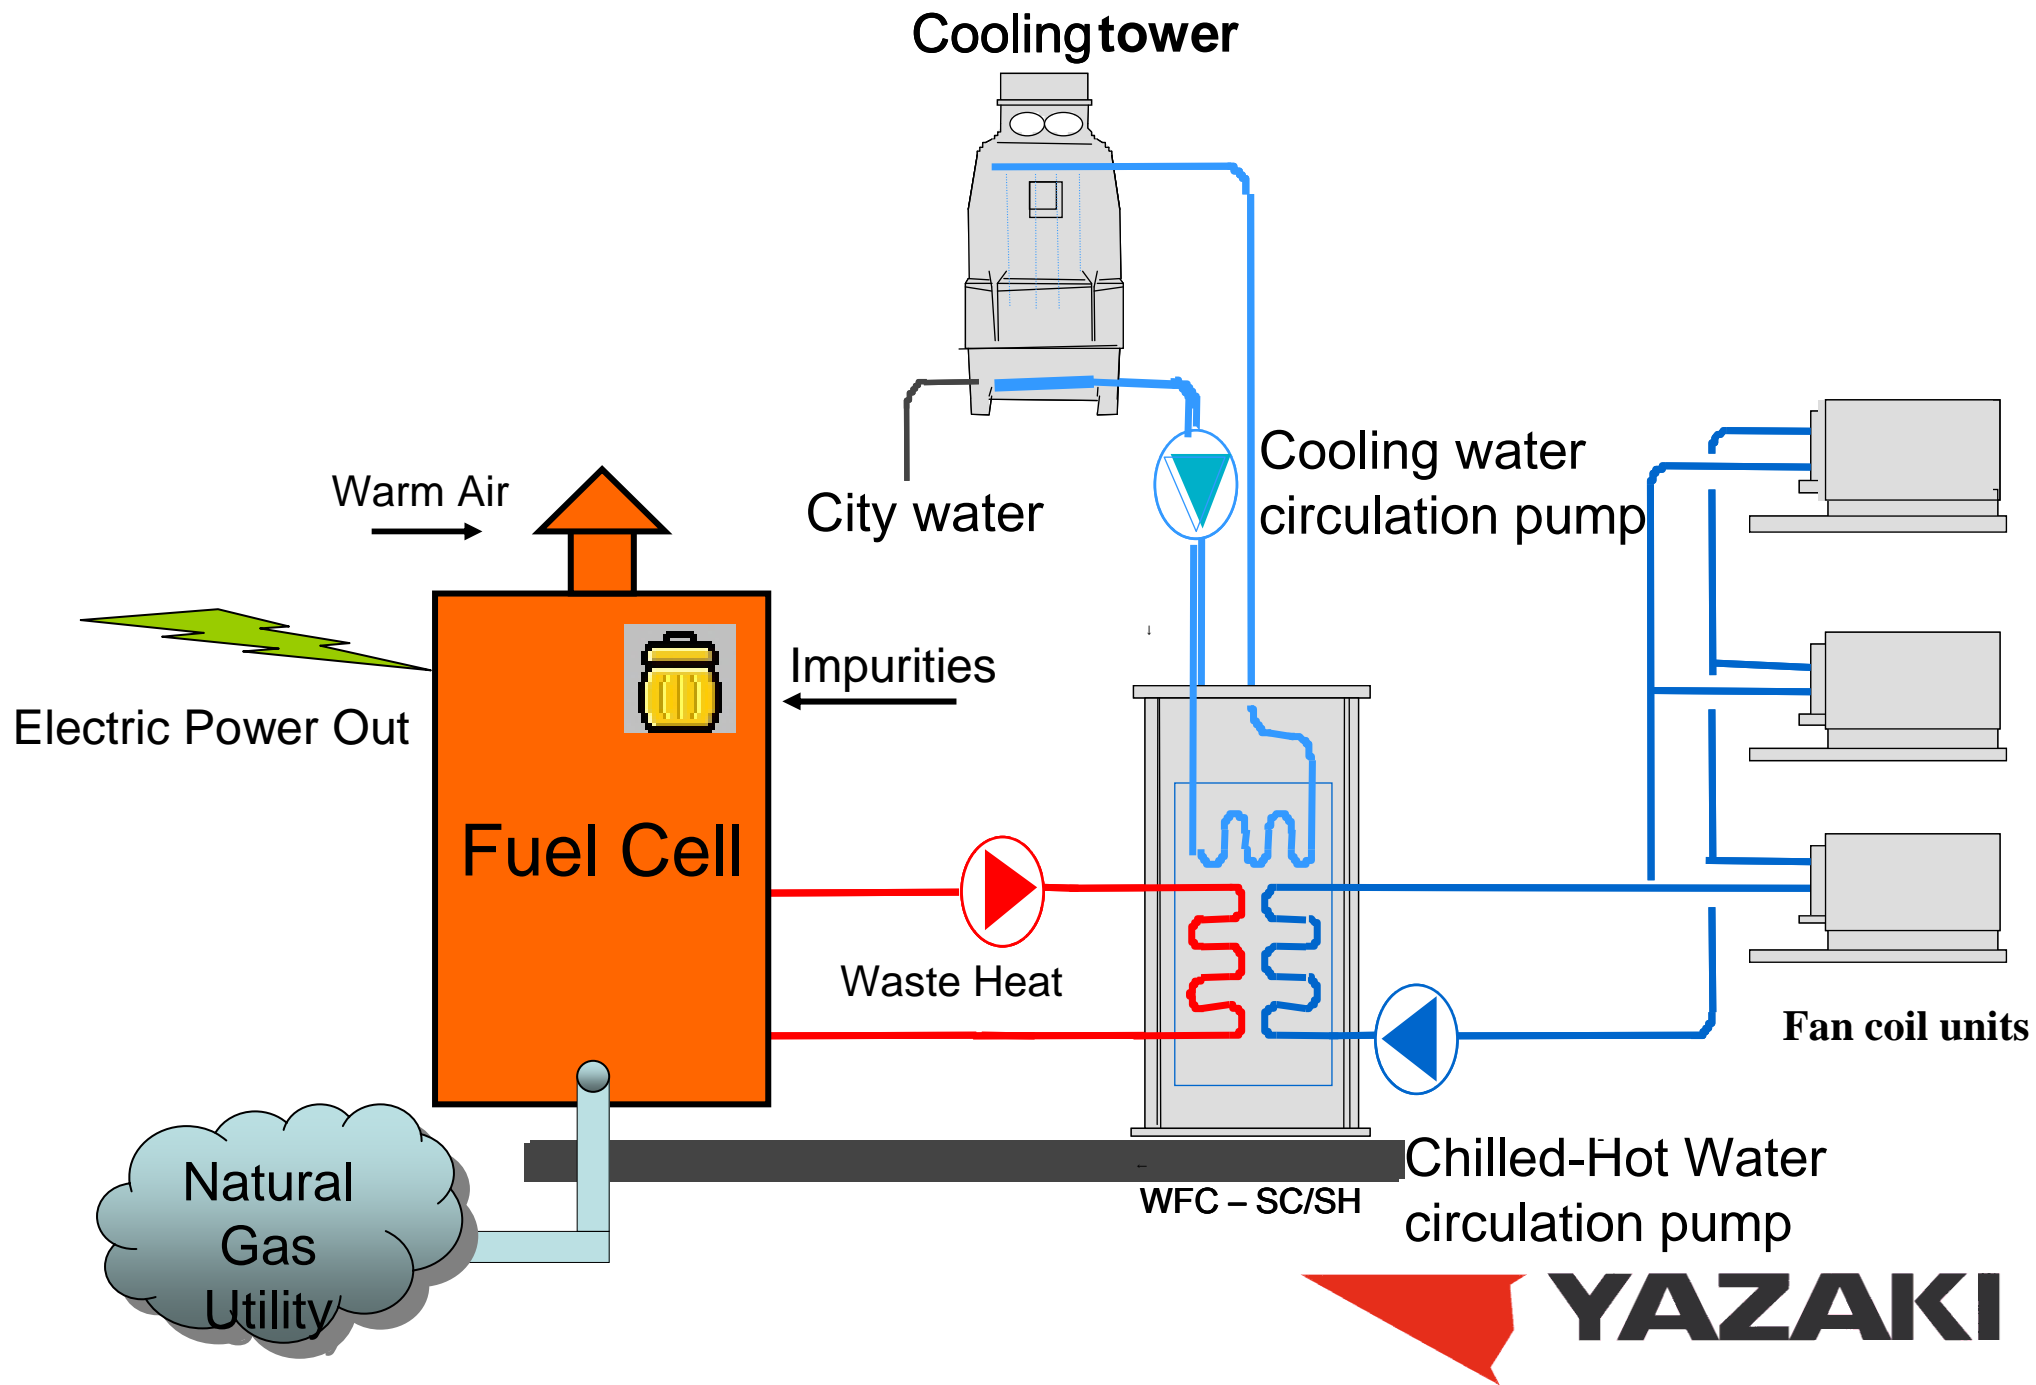 Cooling tower
Cooling water
circulation pump
Warm Air
City water
Impurities
Electric Power Out
Fuel Cell
Waste Heat
Fan coil units
Natural
Gas
Utility
Chilled-Hot Water
circulation pump
WFC – SC/SH
YAZAKI